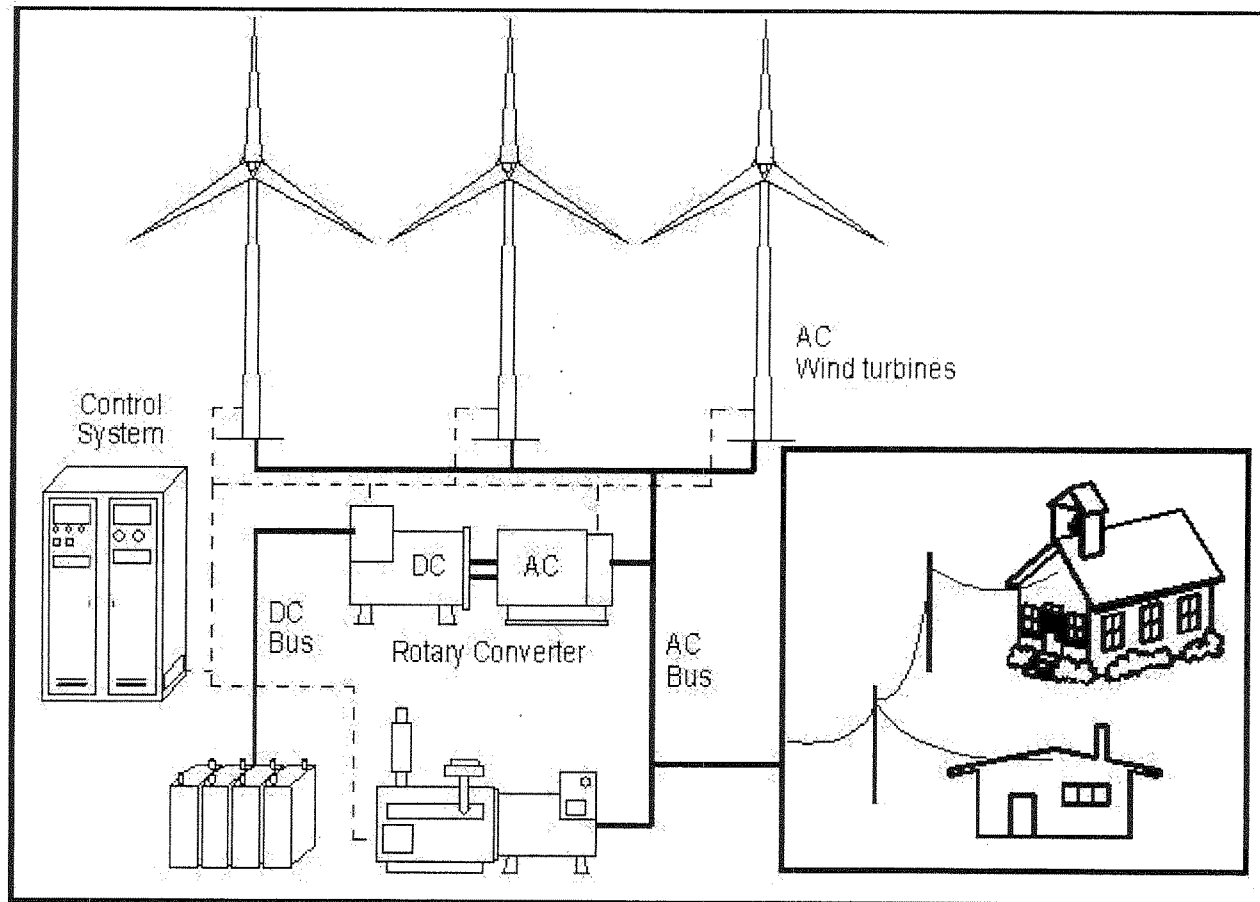 AC
Wind turbines
Control
System
DC
AC
DC
Bus
Rotary Converter
AC
Bus